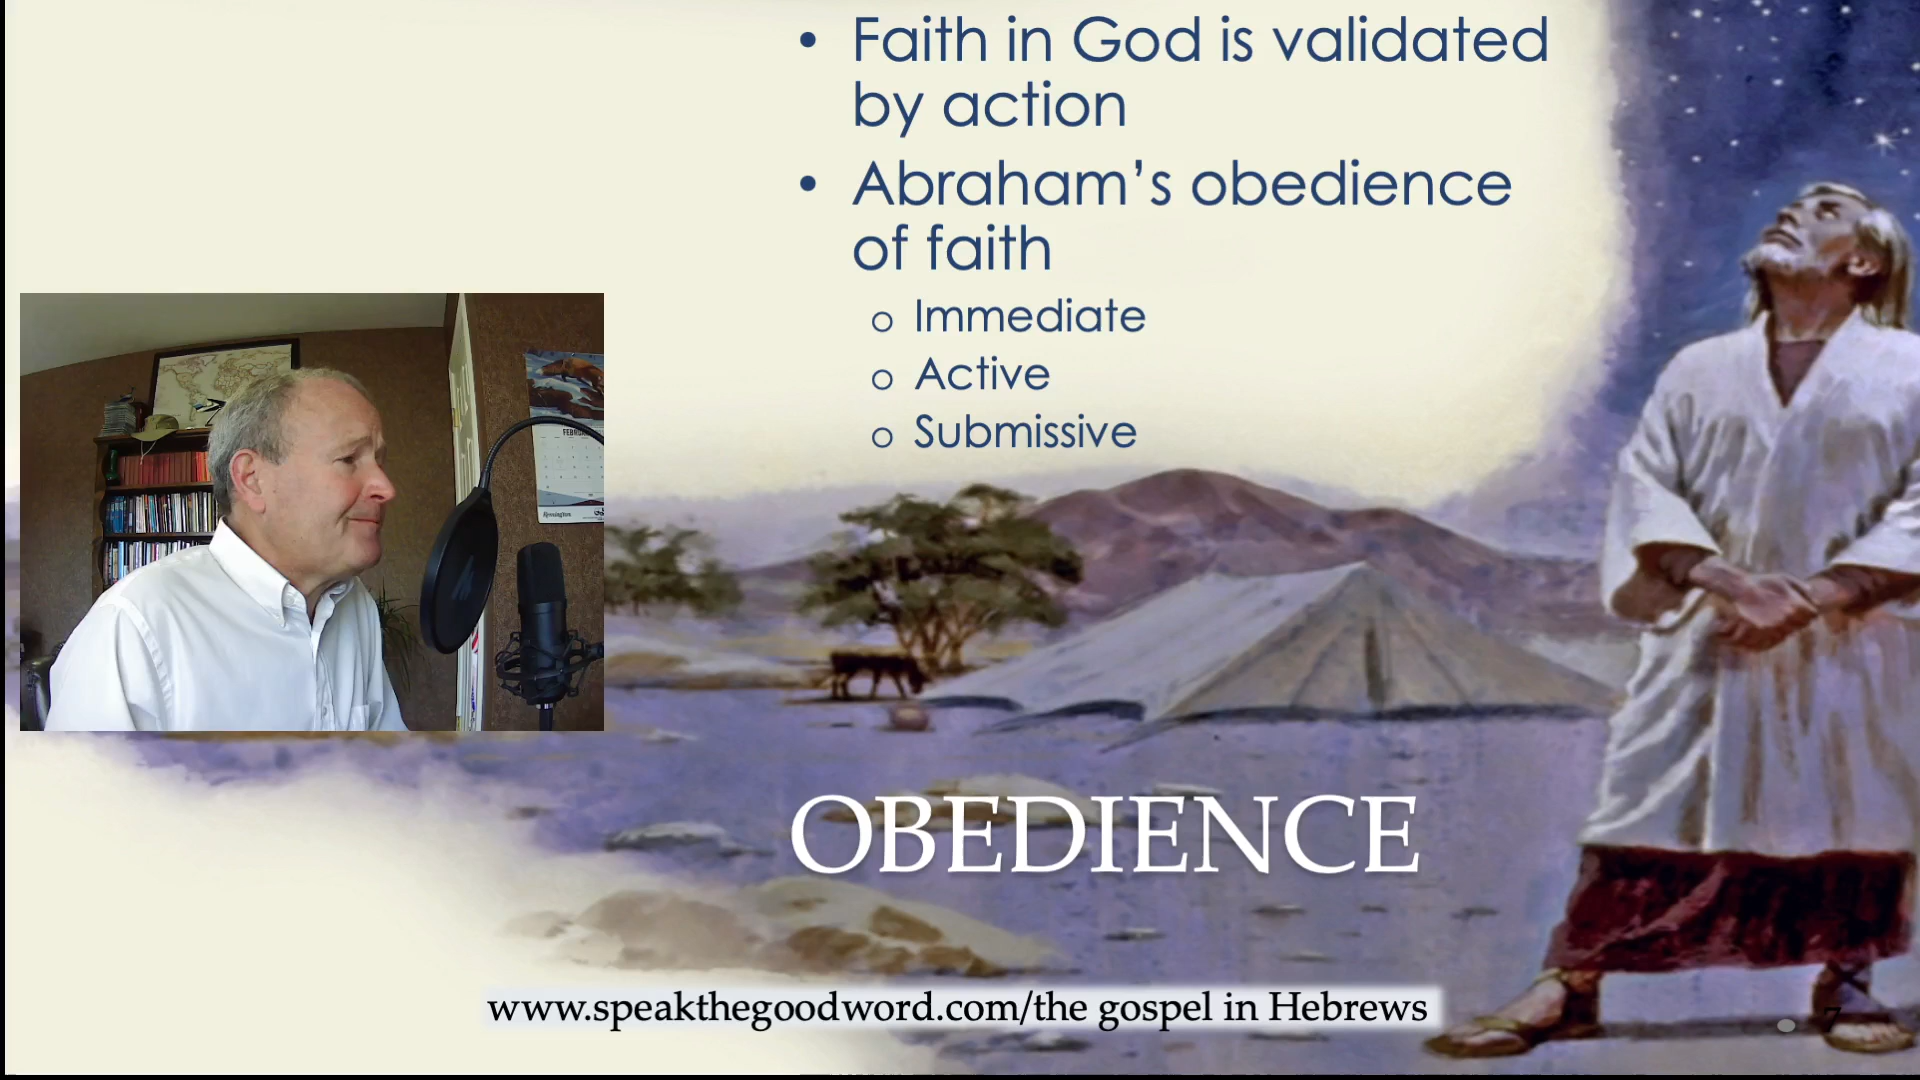 • Faith in God is validated
by action
• Abraham’s obedience
of faith
o Immediate
o Active
o Submissive
OBEDIENCE
www.speakthegoodword.com/the gospel in Hebrews
7